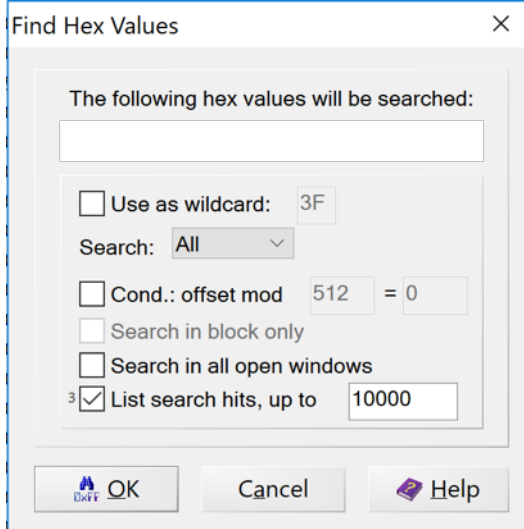 Find Hex Values
The following hex values will be searched:
Use as wildcard: 3F
Search: All
Cond.: offset mod 512 = 0
Search in block only
Search in all open windows
3 List search hits, up to 10000
0xFF OK Cancel Help